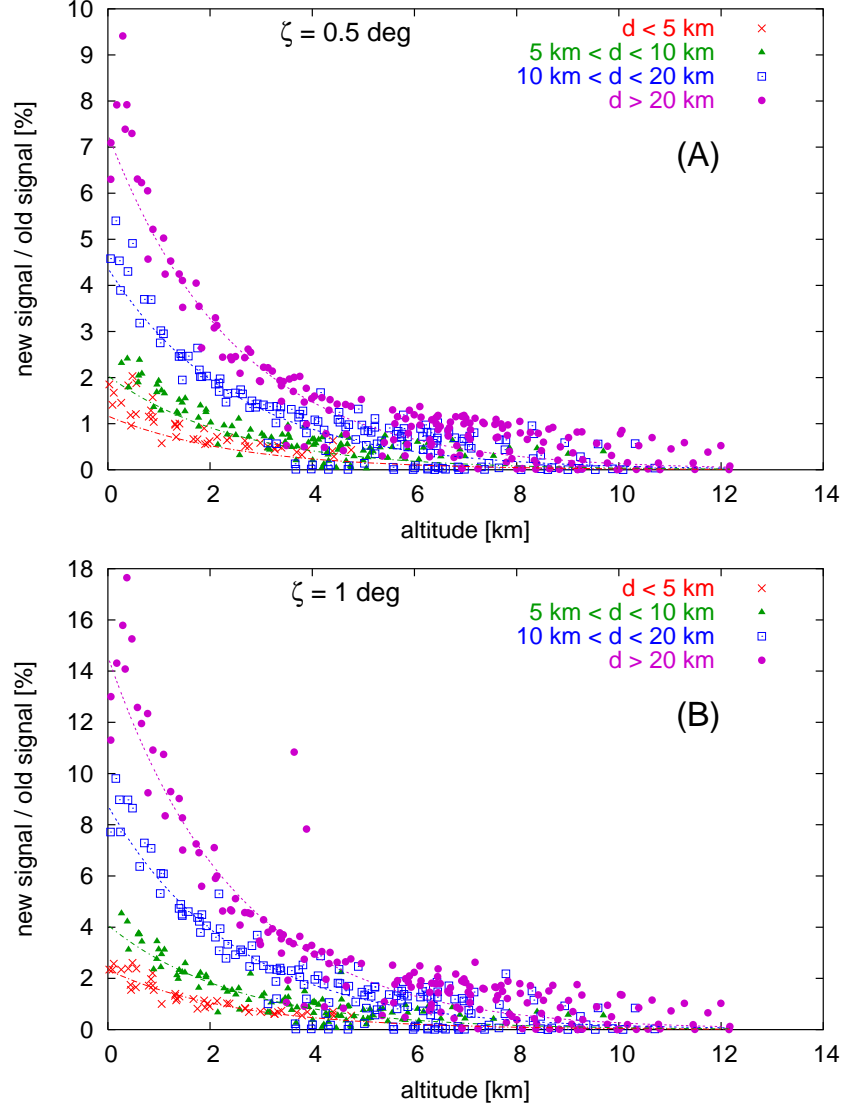 10
9
8
7
6
5
4
3
2
1
0
new signal / old signal [%]
ζ = 0.5 deg
d < 5 km
5 km < d < 10 km
10 km < d < 20 km
d > 20 km
(A)
0 2 4 6 8 10 12 14
altitude [km]
18
16
14
12
10
8
6
4
2
0
new signal / old signal [%]
ζ = 1 deg
d < 5 km
5 km < d < 10 km
10 km < d < 20 km
d > 20 km
(B)
0 2 4 6 8 10 12 14
altitude [km]